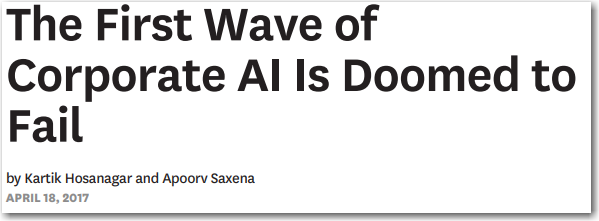 The First Wave of
Corporate AI Is Doomed to
Fail
by Kartik Hosanagar and Apoorv Saxena
APRIL 18, 2017